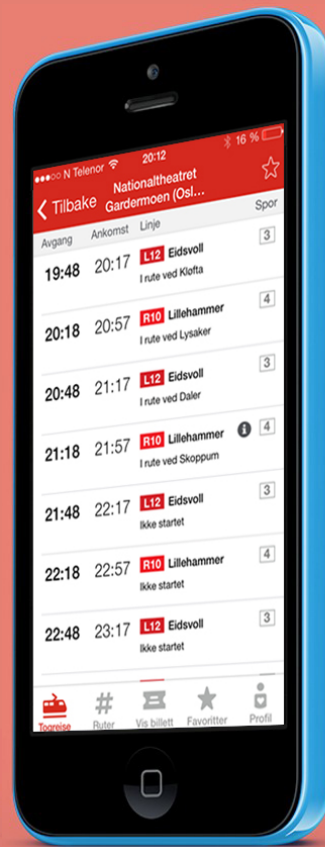 N Telenor 20:12 16 %
Tilbake Nationaltheatret
Gardermoen (Osl...
Avgang Ankomst Linje Spor
19:48 20:17 L12 Eidsvoll 3
I rute ved Kløfta
20:18 20:57 R10 Lillehammer 4
I rute ved Lysaker
20:48 21:17 L12 Eidsvoll 3
I rute ved Daler
21:18 21:57 R10 Lillehammer 4
I rute ved Skoppum
21:48 22:17 L12 Eidsvoll 3
Ikke startet
22:18 22:57 R10 Lillehammer 4
Ikke startet
22:48 23:17 L12 Eidsvoll 3
Ikke startet
Togreise Ruter Vis billett Favoritter Profil